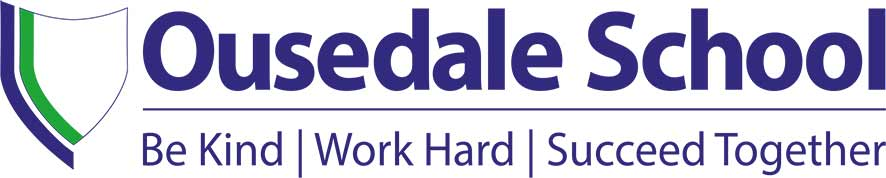 Ousedale School
Be Kind | Work Hard | Succeed Together